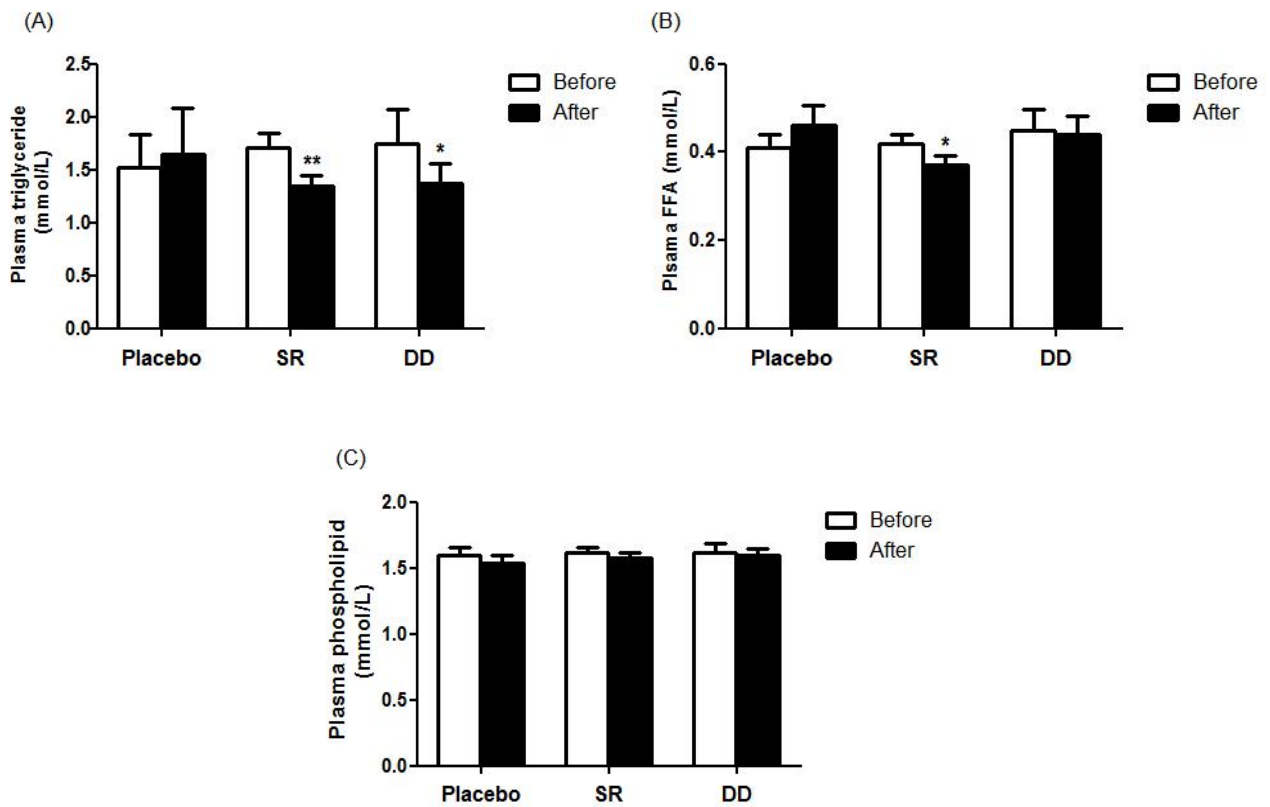 (A)
Plasma triglyceride
(mmol/L)
2.5
2.0
1.5
1.0
0.5
0.0
**
*
Placebo
SR
DD
Before
After
(B)
Plsama FFA (mmol/L)
0.6
0.4
0.2
0.0
*
Placebo
SR
DD
Before
After
(C)
Plasma phospholipid
(mmol/L)
2.0
1.5
1.0
0.5
0.0
Placebo
SR
DD
Before
After